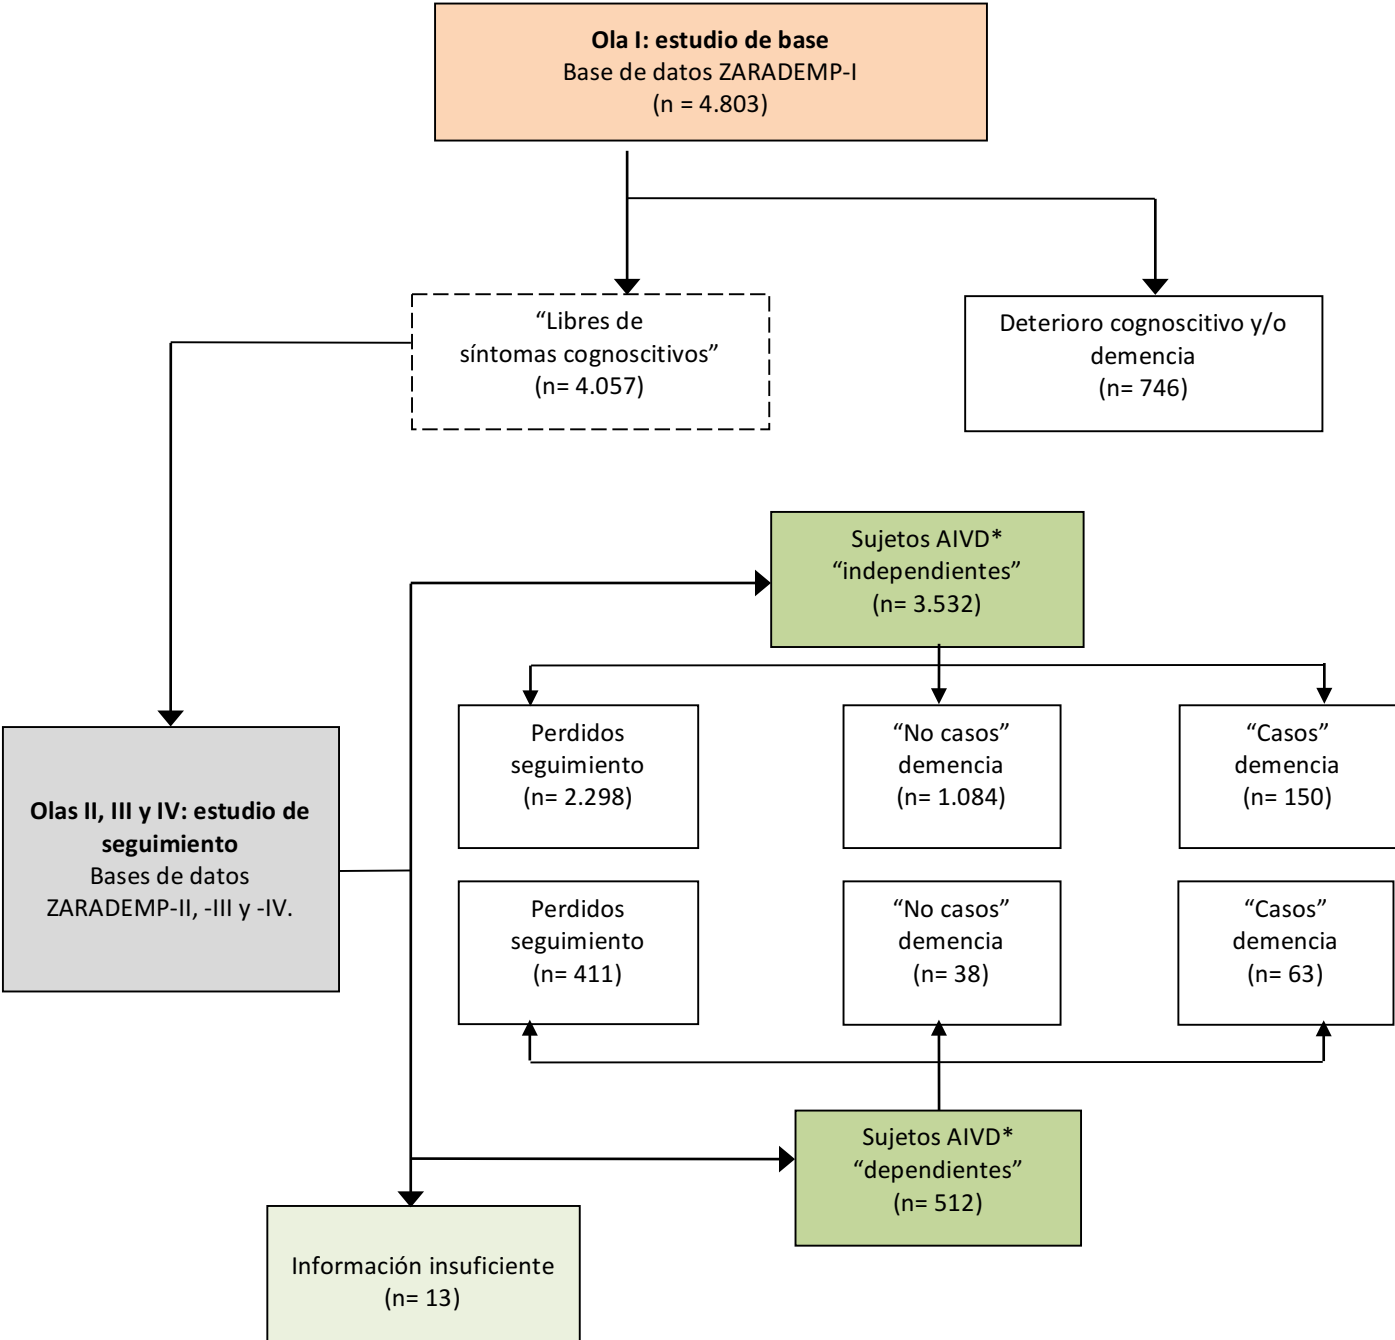 Ola I: estudio de base
Base de datos ZARADEMP-I
(n = 4.803)
“Libres de
síntomas cognoscitivos”
(n= 4.057)
Deterioro cognoscitivo y/o
demencia
(n= 746)
Sujetos AIVD*
“independientes”
(n= 3.532)
Perdidos
seguimiento
(n= 2.298)
“No casos”
demencia
(n= 1.084)
“Casos”
demencia
(n= 150)
Olas II, III y IV: estudio de
seguimiento
Bases de datos
ZARADEMP-II, -III y -IV.
Perdidos
seguimiento
(n= 411)
“No casos”
demencia
(n= 38)
“Casos”
demencia
(n= 63)
Sujetos AIVD*
“dependientes”
(n= 512)
Información insuficiente
(n= 13)